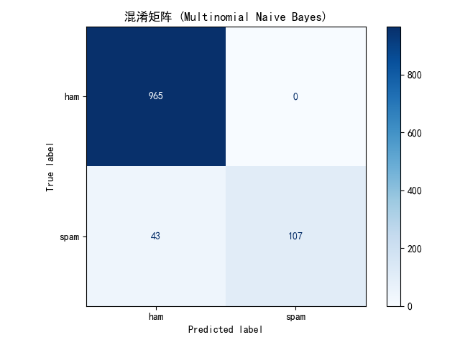 混淆矩阵 (Multinomial Naive Bayes)
ham
965
0
800
600
True label
400
spam
43
107
200
0
ham
spam
Predicted label